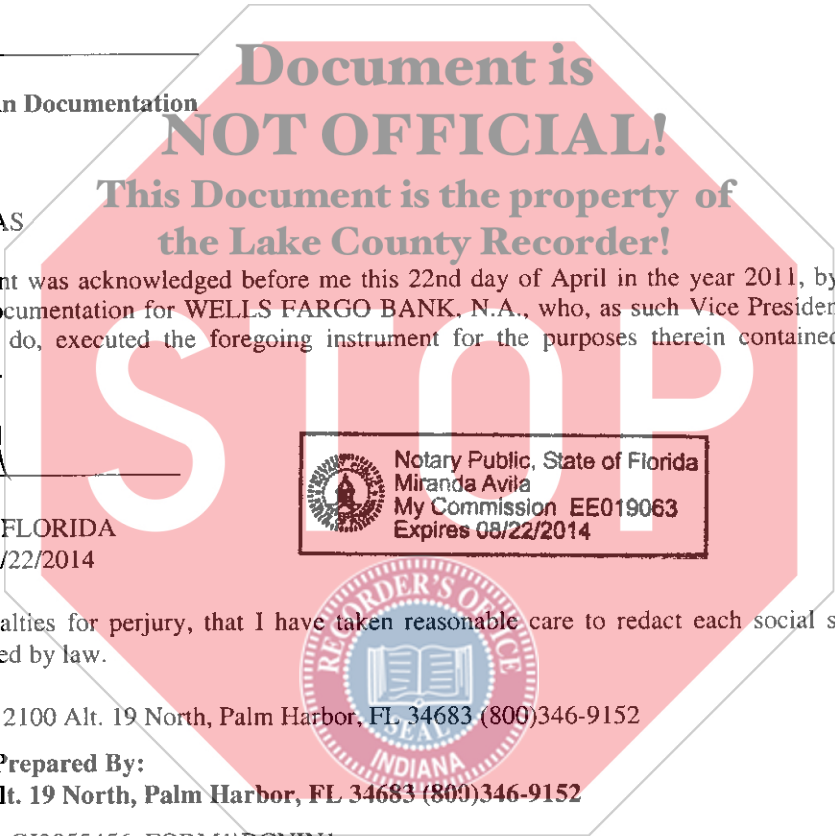 Document is
n Documentation
NOT OFFICIAL!
This Document is the property of
AS
the Lake County Recorder!
nt was acknowledged before me this 22nd day of April in the year 2011, by
ocumentation for WELLS FARGO BANK, N.A., who, as such Vice Presiden
do, executed the foregoing instrument for the purposes therein contained
STOP
Notary Public, State of Florida
Miranda Avila
My Commission EE019063
Expires 08/22/2014
FLORIDA
/22/2014
RECORDER'S OFFICE
alties for perjury, that I have taken reasonable care to redact each social s
ed by law.
2100 Alt. 19 North, Palm Harbor, FL 34683 (800)346-9152
SEAL
INDIANA
Prepared By:
lt. 19 North, Palm Harbor, FL 34683 (800)346-9152